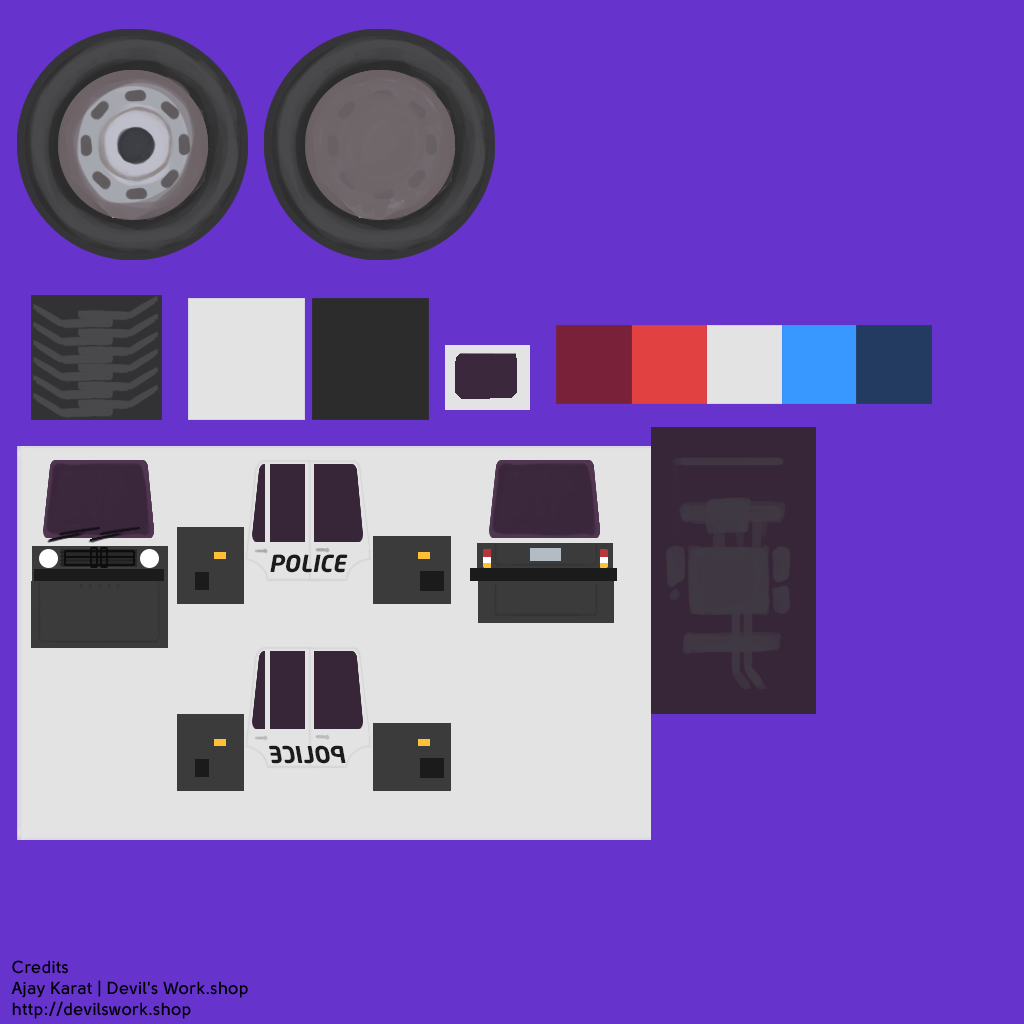 POLICE
POLICE
Credits
Ajay Karat | Devil's Work.shop
http://devilswork.shop